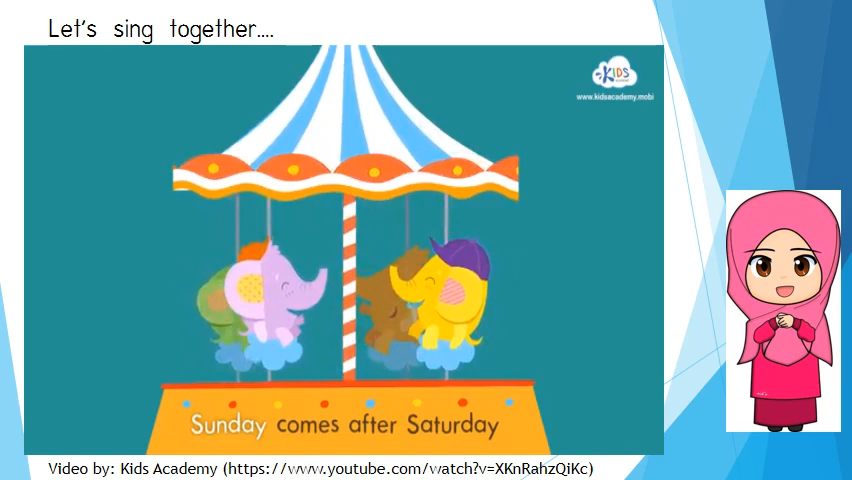 Let's sing together....
KIDS
www.kidsacademy.mobi
Sunday comes after Saturday
Video by: Kids Academy (https://www.youtube.com/watch?v=XKnRahzQiKc)